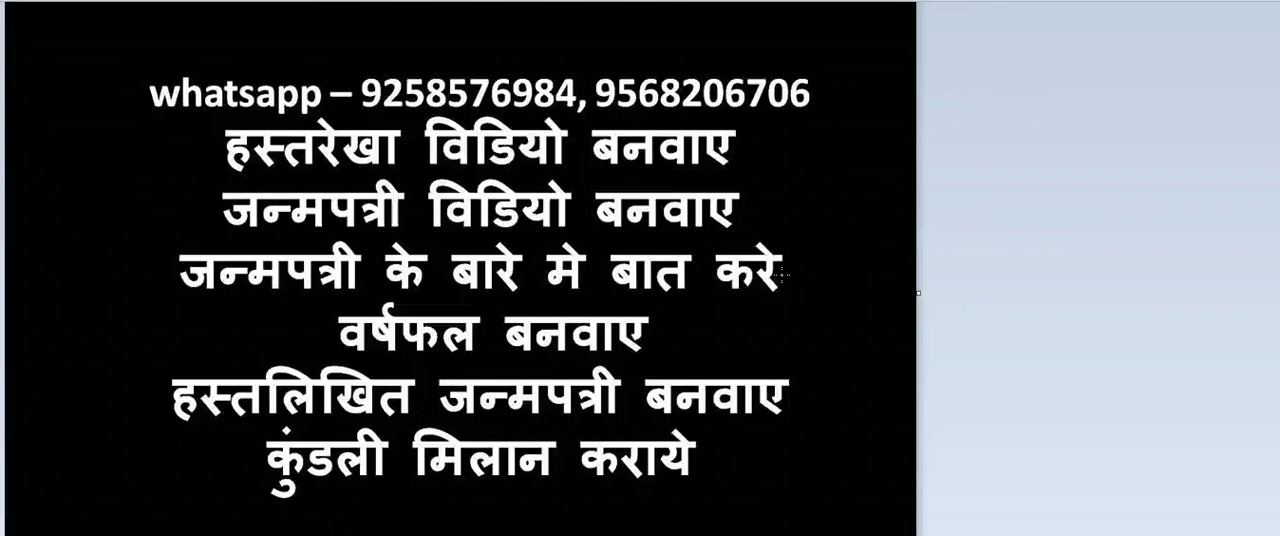 whatsapp – 9258576984, 9568206706
हस्तरेखा विडियो बनवाए
जन्मपत्री विडियो बनवाए
जन्मपत्री के बारे मे बात करे
वर्षफल बनवाए
हस्तलिखित जन्मपत्री बनवाए
कुंडली मिलान कराये